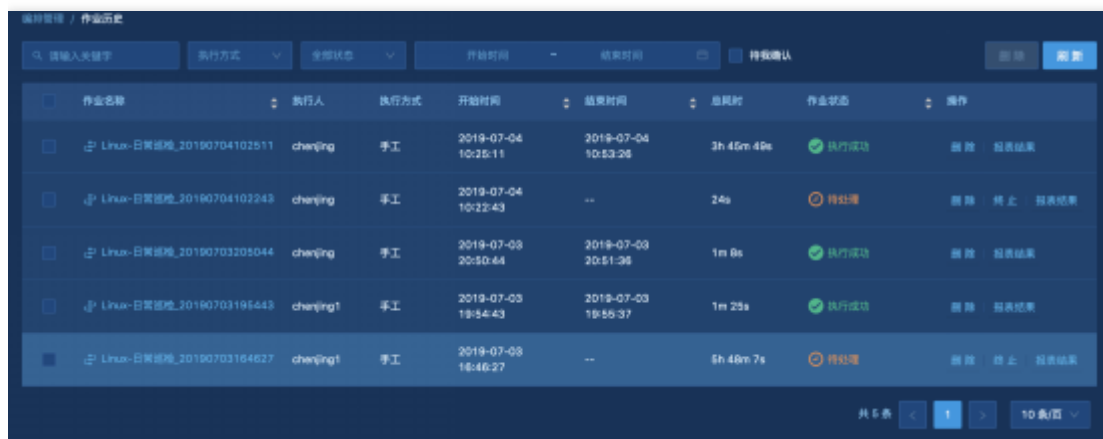 编排管理 / 作业历史
请输入关键字 执行方式 全部状态 开始时间 - 结束时间 待我确认 删 除 刷 新
作业名称 执行人 执行方式 开始时间 结束时间 总耗时 作业状态 操作
Linux-日常巡检_20190704102511 chenjing 手工 2019-07-04 10:25:11 2019-07-04 10:53:26 3h 45m 49s 执行成功 删 除 报表结果
Linux-日常巡检_20190704102243 chenjing 手工 2019-07-04 10:22:43 -- 24s 待处理 删 除 终 止 报表结果
Linux-日常巡检_20190703205044 chenjing 手工 2019-07-03 20:50:44 2019-07-03 20:51:36 1m 8s 执行成功 删 除 报表结果
Linux-日常巡检_20190703195443 chenjing1 手工 2019-07-03 19:54:43 2019-07-03 19:55:37 1m 25s 执行成功 删 除 报表结果
Linux-日常巡检_20190703164627 chenjing1 手工 2019-07-03 16:46:27 -- 5h 48m 7s 待处理 删 除 终 止 报表结果
共 5 条 < 1 > 10 条/页